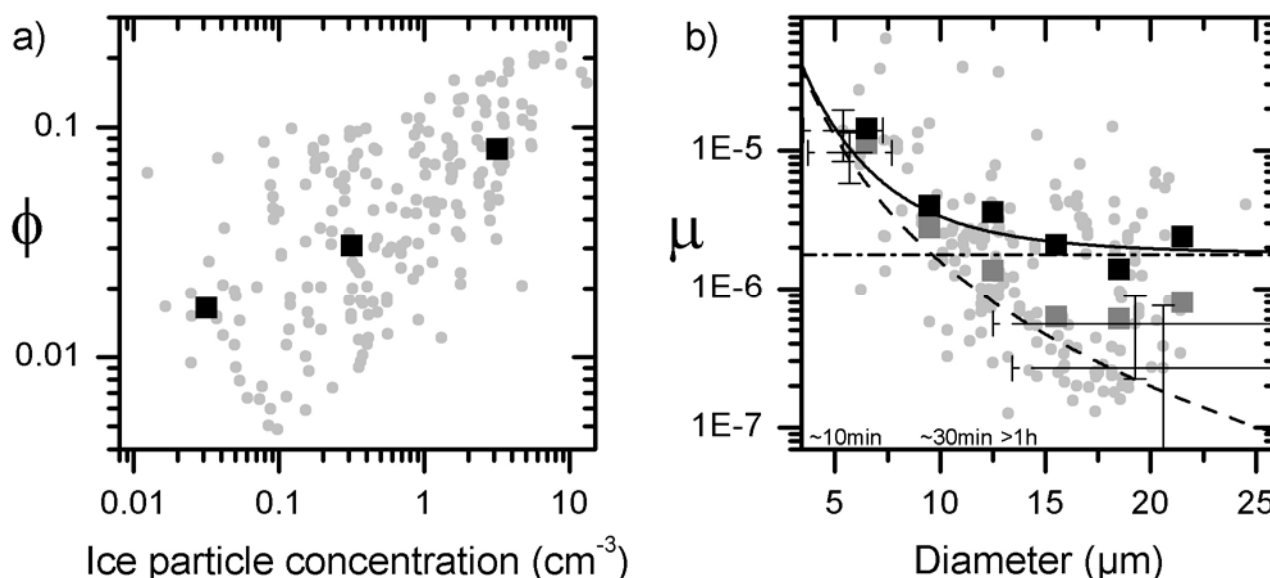 a)
ϕ
0.1
0.01
0.01 0.1 1 10
Ice particle concentration (cm⁻³)
b)
μ
1E-5
1E-6
1E-7
~10min ~30min >1h
5 10 15 20 25
Diameter (μm)